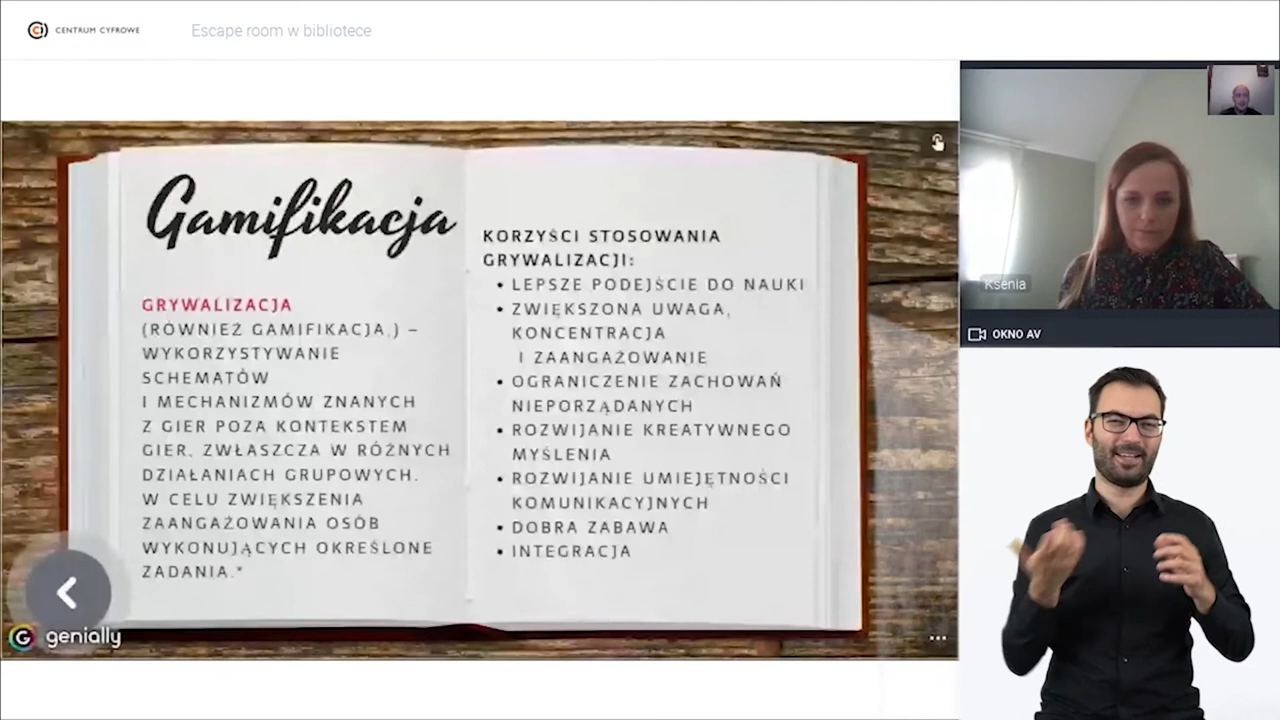 CENTRUM CYFROWE
Escape room w bibliotece
Gamifikacja
GRYWALIZACJA
(RÓWNIEŻ GAMIFIKACJA,) –
WYKORZYSTYWANIE
SCHEMATÓW
I MECHANIZMÓW ZNANYCH
Z GIER POZA KONTEKSTEM
GIER, ZWŁASZCZA W RÓŻNYCH
DZIAŁANIACH GRUPOWYCH.
W CELU ZWIĘKSZENIA
ZAANGAŻOWANIA OSÓB
WYKONUJĄCYCH OKREŚLONE
ZADANIA.*
KORZYŚCI STOSOWANIA
GRYWALIZACJI:
• LEPSZE PODEJŚCIE DO NAUKI
• ZWIĘKSZONA UWAGA,
KONCENTRACJA
I ZAANGAŻOWANIE
• OGRANICZENIE ZACHOWAŃ
NIEPORZĄDANYCH
• ROZWIJANIE KREATYWNEGO
MYŚLENIA
• ROZWIJANIE UMIEJĘTNOŚCI
KOMUNIKACYJNYCH
• DOBRA ZABAWA
• INTEGRACJA
genially
Ksenia
OKNO AV